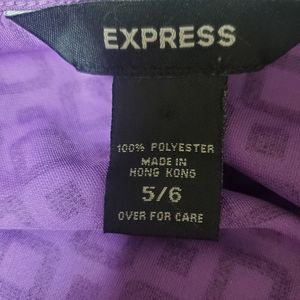 EXPRESS
100% POLYESTER
MADE IN
HONG KONG
5/6
OVER FOR CARE